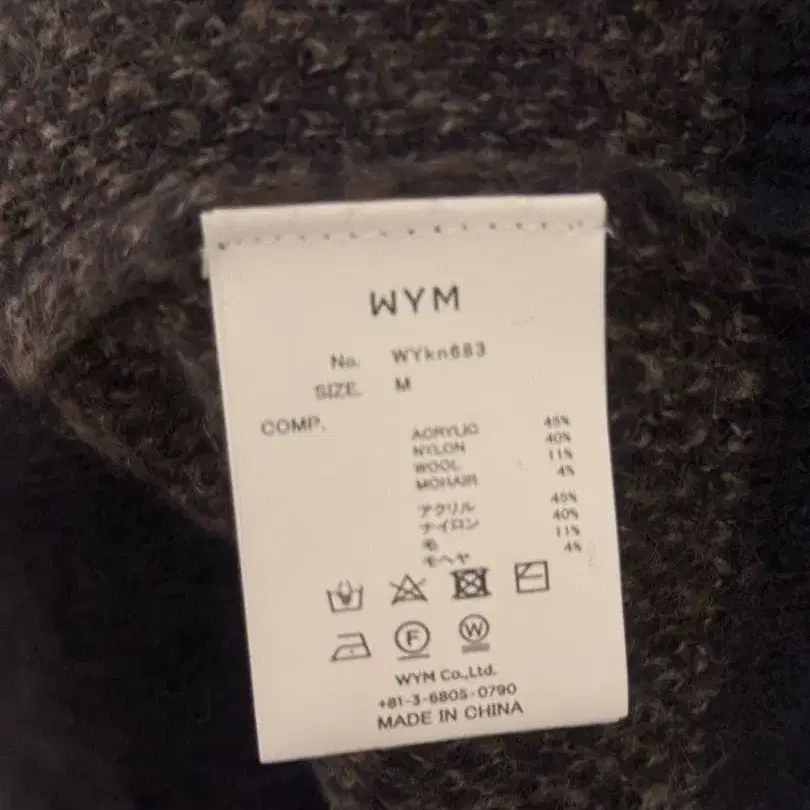 WYM
No. WYkn683
SIZE. M
COMP.
ACRYLIC 45%
NYLON 40%
WOOL 11%
MOHAIR 4%
アクリル 45%
ナイロン 40%
毛 11%
モヘヤ 4%
F W
WYM Co.,Ltd.
+81-3-6805-0790
MADE IN CHINA